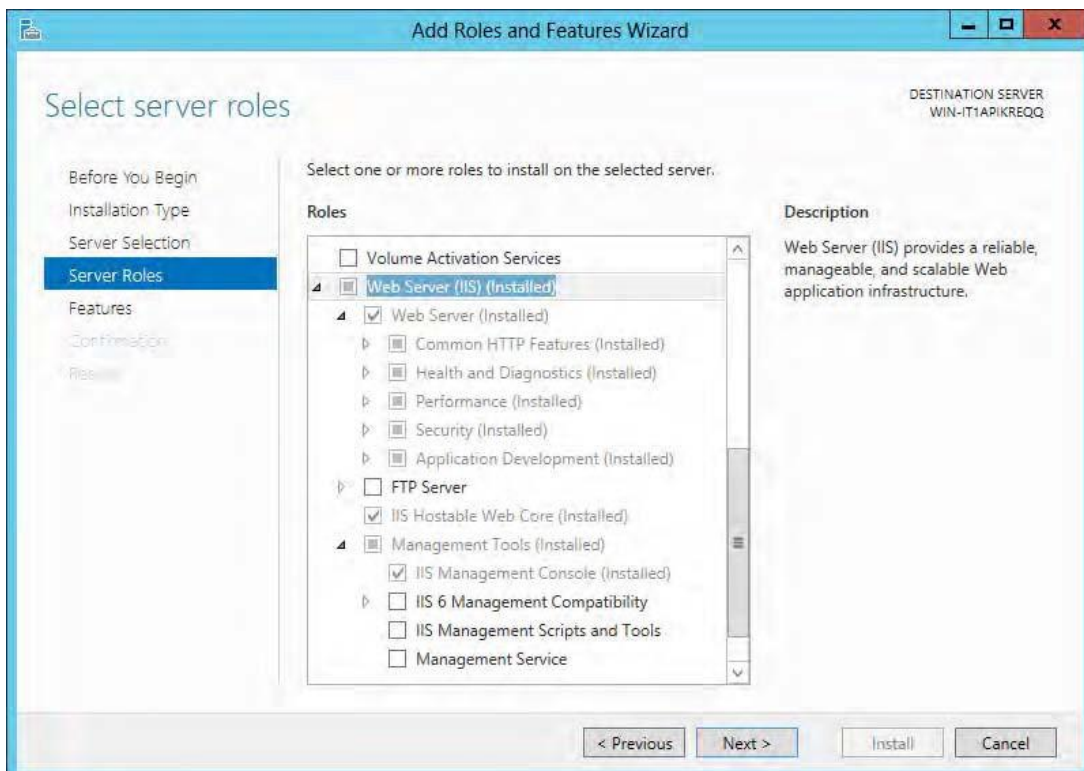 Add Roles and Features Wizard
Select server roles
DESTINATION SERVER
WIN-IT1APIKREQQ
Before You Begin
Installation Type
Server Selection
Server Roles
Features
Confirmation
Results
Select one or more roles to install on the selected server.
Roles
Volume Activation Services
Web Server (IIS) (Installed)
Web Server (Installed)
Common HTTP Features (Installed)
Health and Diagnostics (Installed)
Performance (Installed)
Security (Installed)
Application Development (Installed)
FTP Server
IIS Hostable Web Core (Installed)
Management Tools (Installed)
IIS Management Console (Installed)
IIS 6 Management Compatibility
IIS Management Scripts and Tools
Management Service
Description
Web Server (IIS) provides a reliable,
manageable, and scalable Web
application infrastructure.
< Previous
Next >
Install
Cancel